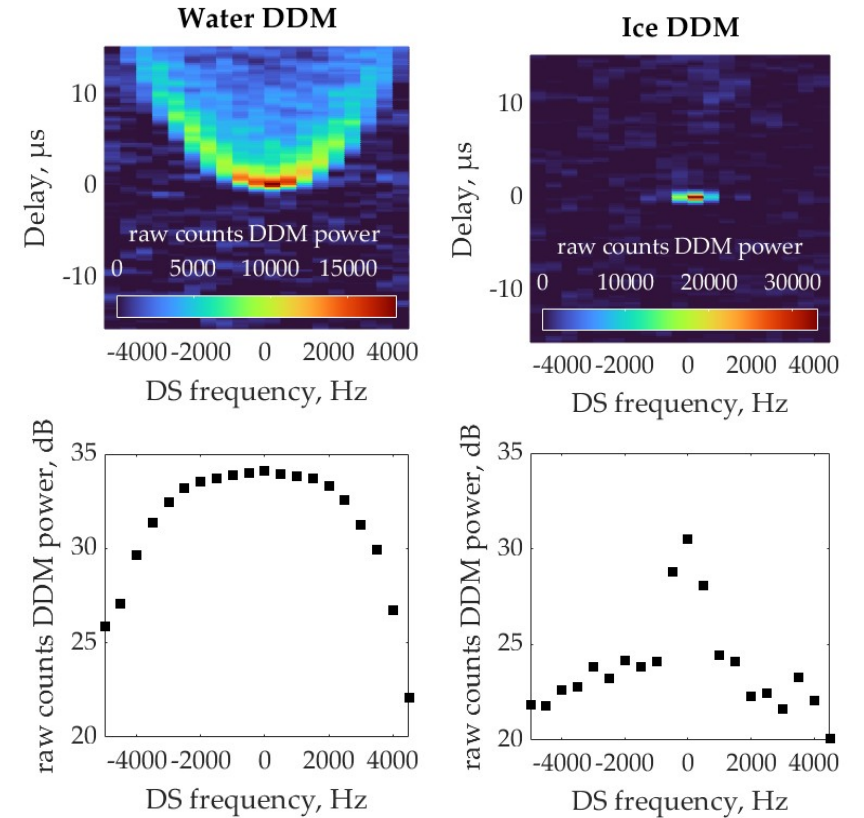 Water DDM
10
0
-10
Delay, μs
raw counts DDM power
0 5000 10000 15000
-4000 -2000 0 2000 4000
DS frequency, Hz
Ice DDM
10
0
-10
Delay, μs
raw counts DDM power
0 10000 20000 30000
-4000 -2000 0 2000 4000
DS frequency, Hz
35
30
25
20
raw counts DDM power, dB
-4000 -2000 0 2000 4000
DS frequency, Hz
35
30
25
20
raw counts DDM power, dB
-4000 -2000 0 2000 4000
DS frequency, Hz